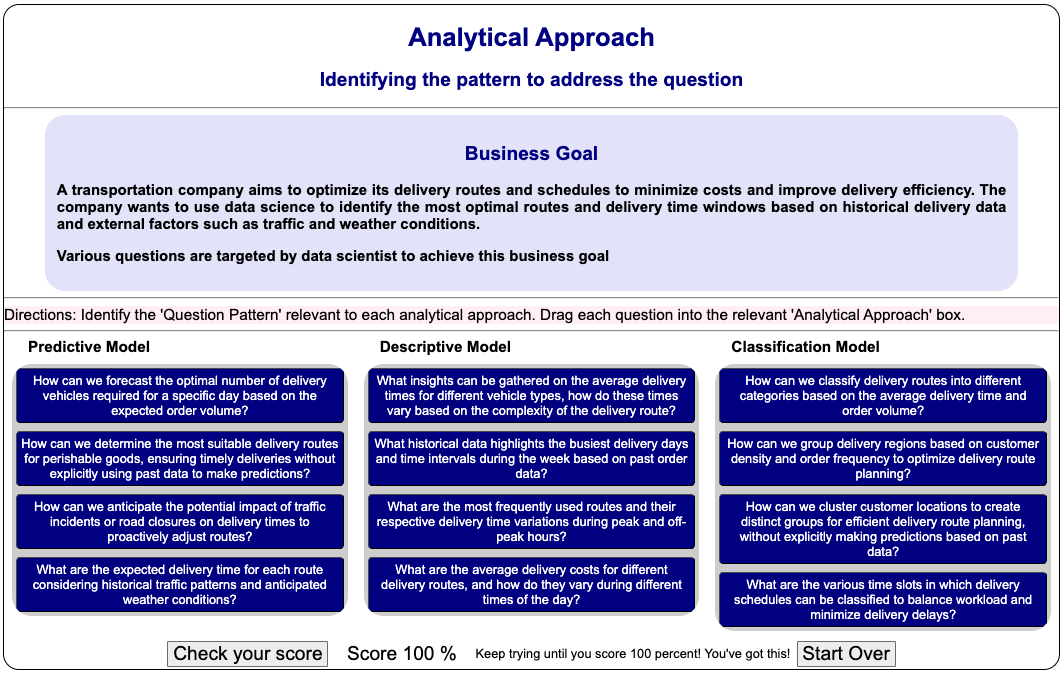 Analytical Approach
Identifying the pattern to address the question
Business Goal
A transportation company aims to optimize its delivery routes and schedules to minimize costs and improve delivery efficiency. The
company wants to use data science to identify the most optimal routes and delivery time windows based on historical delivery data
and external factors such as traffic and weather conditions.
Various questions are targeted by data scientist to achieve this business goal
Directions: Identify the 'Question Pattern' relevant to each analytical approach. Drag each question into the relevant 'Analytical Approach' box.
Predictive Model
How can we forecast the optimal number of delivery
vehicles required for a specific day based on the
expected order volume?
How can we determine the most suitable delivery routes
for perishable goods, ensuring timely deliveries without
explicitly using past data to make predictions?
How can we anticipate the potential impact of traffic
incidents or road closures on delivery times to
proactively adjust routes?
What are the expected delivery time for each route
considering historical traffic patterns and anticipated
weather conditions?
Descriptive Model
What insights can be gathered on the average delivery
times for different vehicle types, how do these times
vary based on the complexity of the delivery route?
What historical data highlights the busiest delivery days
and time intervals during the week based on past order
data?
What are the most frequently used routes and their
respective delivery time variations during peak and off-
peak hours?
What are the average delivery costs for different
delivery routes, and how do they vary during different
times of the day?
Classification Model
How can we classify delivery routes into different
categories based on the average delivery time and
order volume?
How can we group delivery regions based on customer
density and order frequency to optimize delivery route
planning?
How can we cluster customer locations to create
distinct groups for efficient delivery route planning,
without explicitly making predictions based on past
data?
What are the various time slots in which delivery
schedules can be classified to balance workload and
minimize delivery delays?
Check your score
Score 100 %
Keep trying until you score 100 percent! You've got this!
Start Over